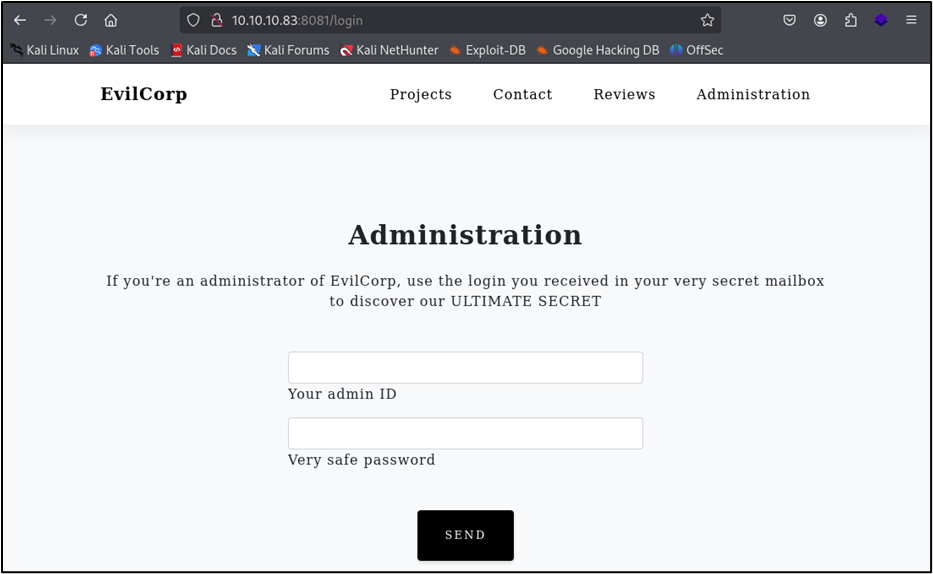 10.10.10.83:8081/login
Kali Linux Kali Tools Kali Docs Kali Forums Kali NetHunter Exploit-DB Google Hacking DB OffSec
EvilCorp Projects Contact Reviews Administration
Administration
If you're an administrator of EvilCorp, use the login you received in your very secret mailbox
to discover our ULTIMATE SECRET
Your admin ID
Very safe password
SEND